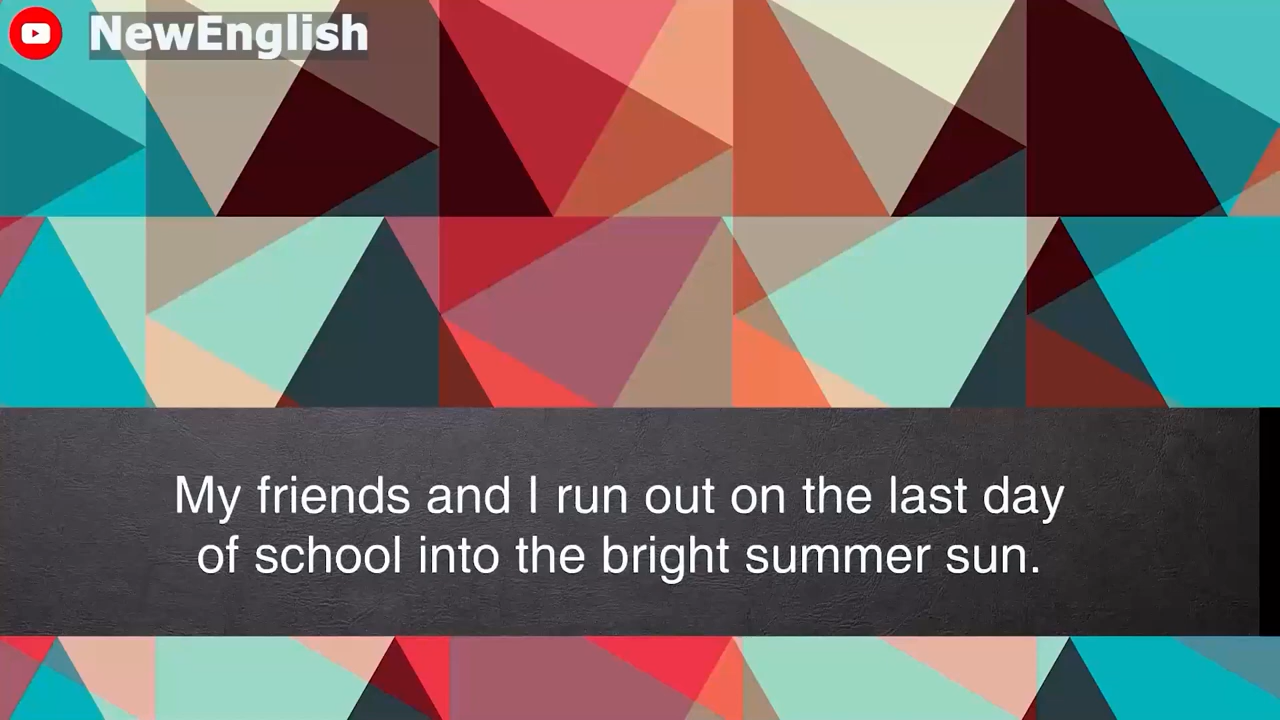 NewEnglish
My friends and I run out on the last day
of school into the bright summer sun.